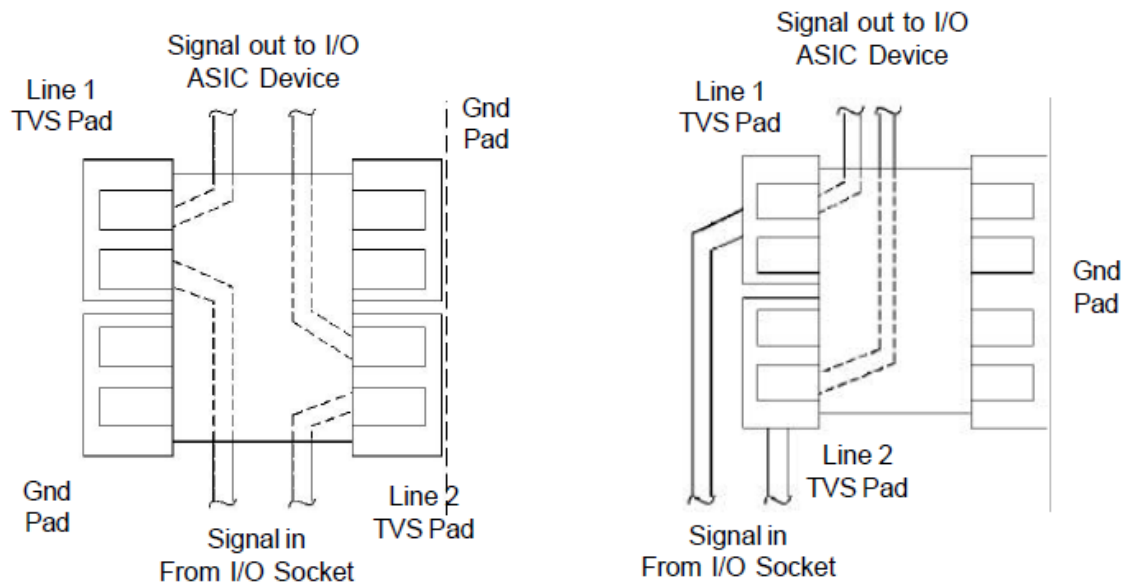 Signal out to I/O
ASIC Device
Line 1
TVS Pad
Gnd
Pad
Gnd
Pad
Line 2
TVS Pad
Signal in
From I/O Socket
Signal out to I/O
ASIC Device
Line 1
TVS Pad
Gnd
Pad
Line 2
TVS Pad
Signal in
From I/O Socket